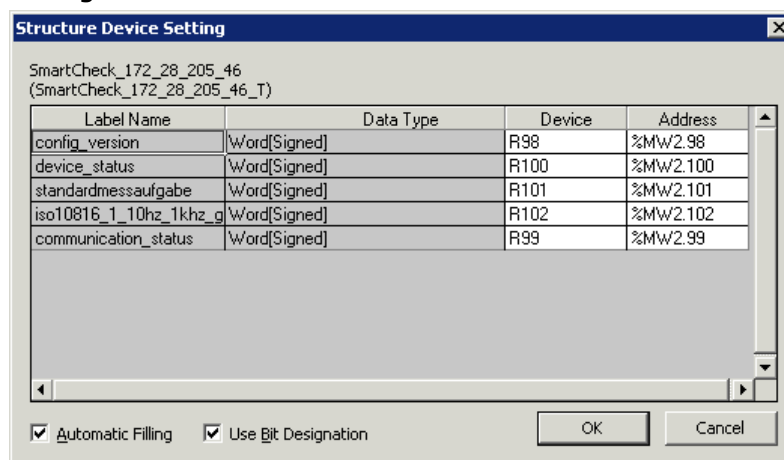 Structure Device Setting
SmartCheck_172_28_205_46
(SmartCheck_172_28_205_46_T)
Label Name Data Type Device Address
config_version Word[Signed] R98 %MW2.98
device_status Word[Signed] R100 %MW2.100
standardmessaufgabe Word[Signed] R101 %MW2.101
iso10816_1_10hz_1khz_g Word[Signed] R102 %MW2.102
communication_status Word[Signed] R99 %MW2.99
Automatic Filling Use Bit Designation OK Cancel